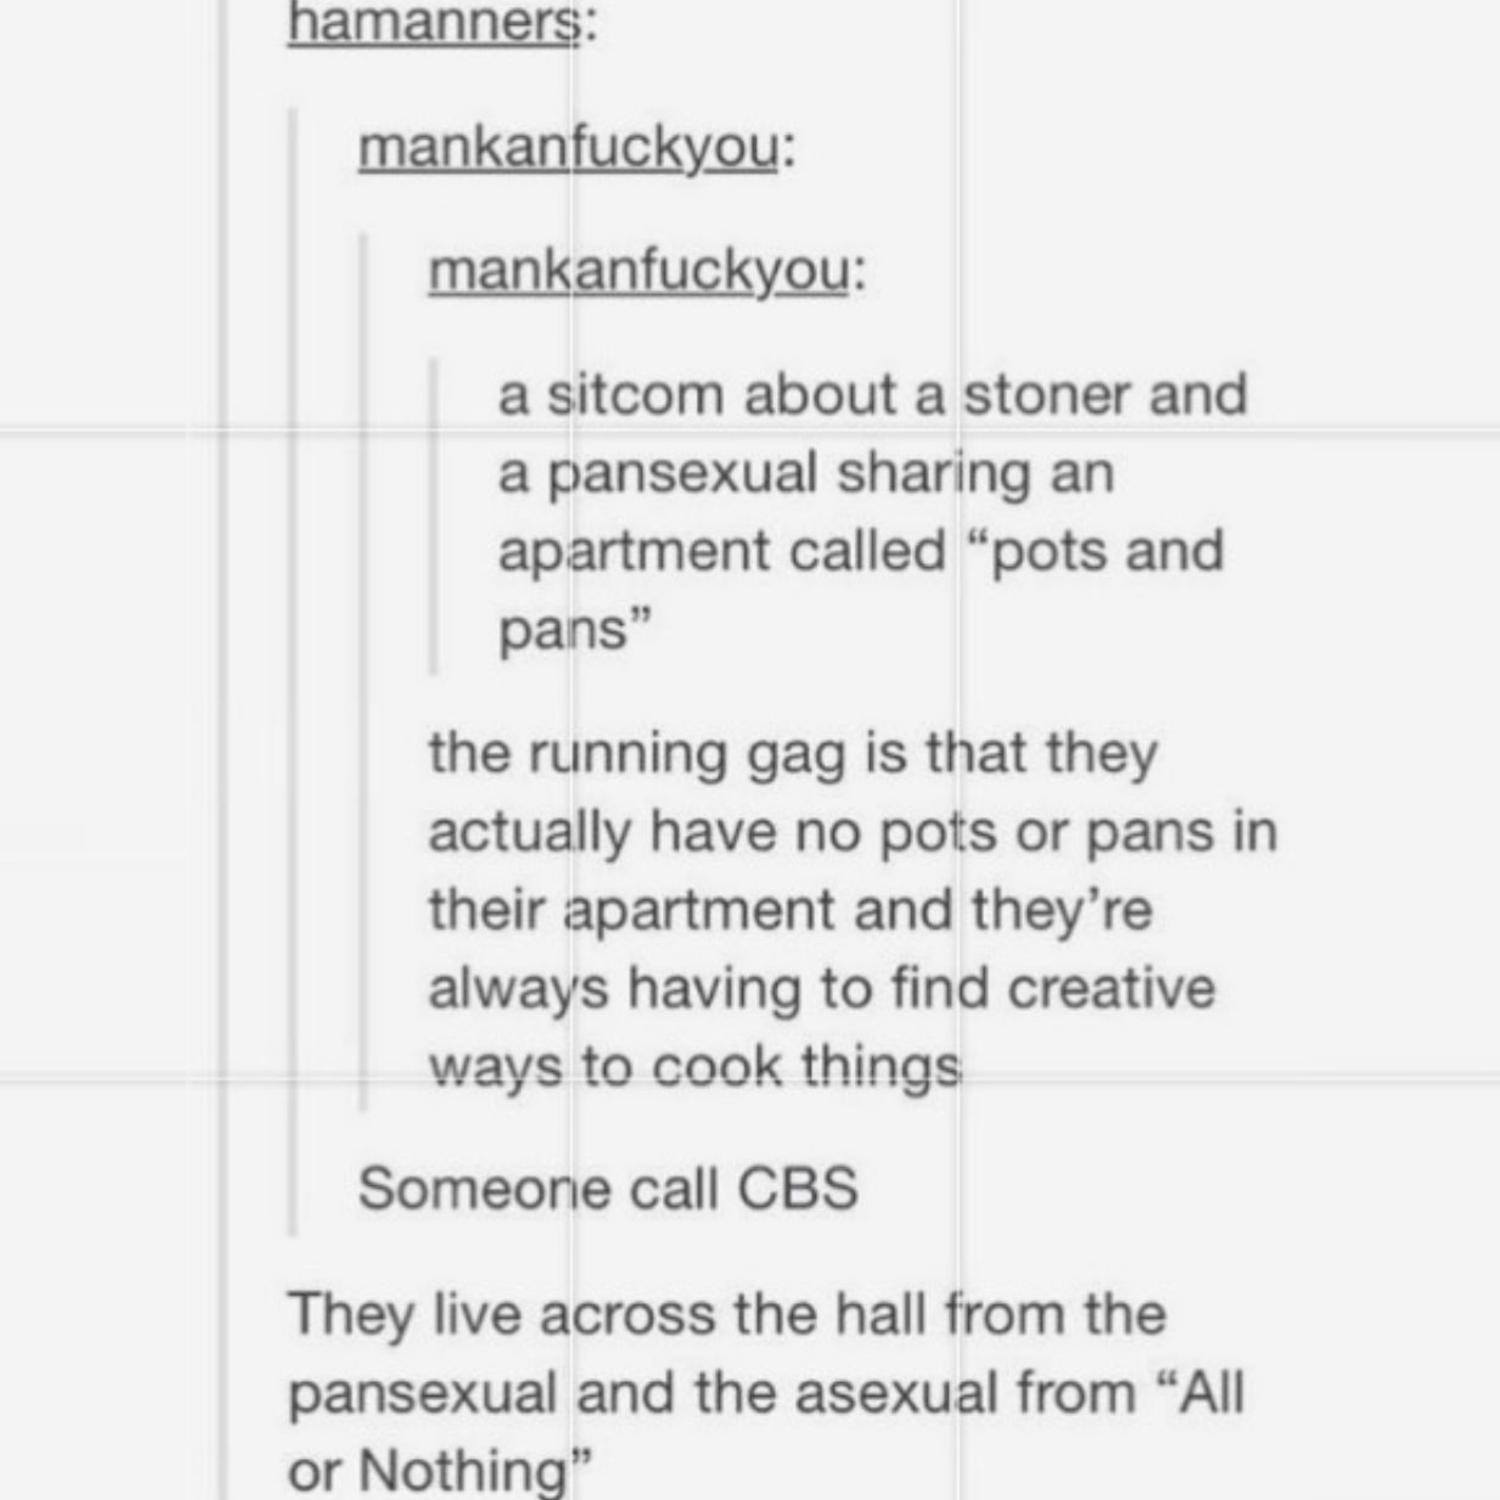 hamanners:
mankanfuckyou:
mankanfuckyou:
a sitcom about a stoner and
a pansexual sharing an
apartment called “pots and
pans”
the running gag is that they
actually have no pots or pans in
their apartment and they’re
always having to find creative
ways to cook things
Someone call CBS
They live across the hall from the
pansexual and the asexual from “All
or Nothing”